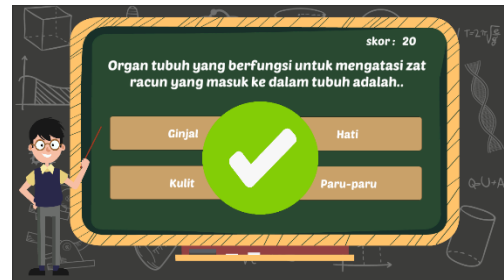 skor : 20
Organ tubuh yang berfungsi untuk mengatasi zat
racun yang masuk ke dalam tubuh adalah..
Ginjal
Hati
Kulit
Paru-paru